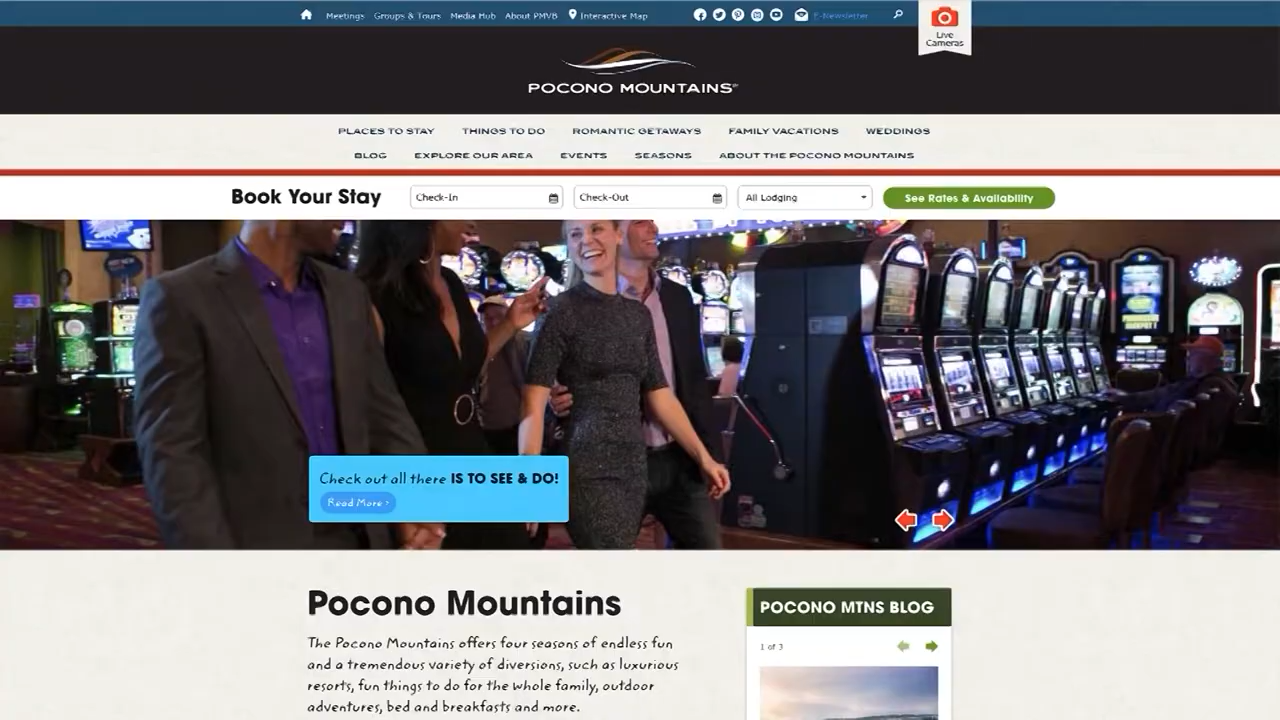 Meetings Groups & Tours Media Hub About PMVB Interactive Map E-Newsletter
Live
Cameras
POCONO MOUNTAINS
PLACES TO STAY THINGS TO DO ROMANTIC GETAWAYS FAMILY VACATIONS WEDDINGS
BLOG EXPLORE OUR AREA EVENTS SEASONS ABOUT THE POCONO MOUNTAINS
Book Your Stay Check-In Check-Out All Lodging See Rates & Availability
Check out all there IS TO SEE & DO!
Read More >
Pocono Mountains
The Pocono Mountains offers four seasons of endless fun
and a tremendous variety of diversions, such as luxurious
resorts, fun things to do for the whole family, outdoor
adventures, bed and breakfasts and more.
POCONO MTNS BLOG
1 of 3